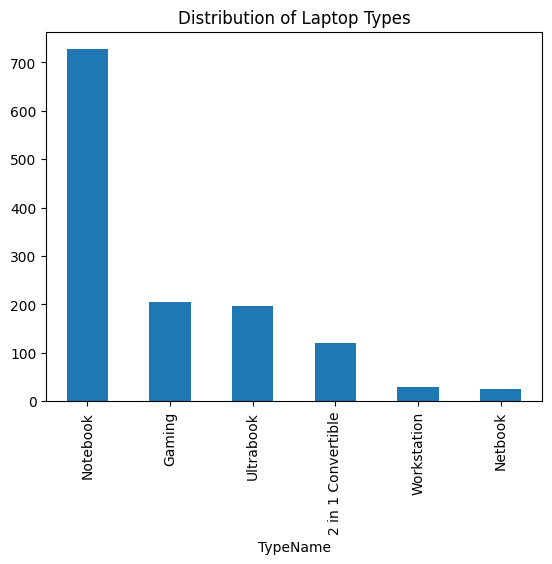 Distribution of Laptop Types
700
600
500
400
300
200
100
0
Notebook
Gaming
Ultrabook
2 in 1 Convertible
Workstation
Netbook
TypeName